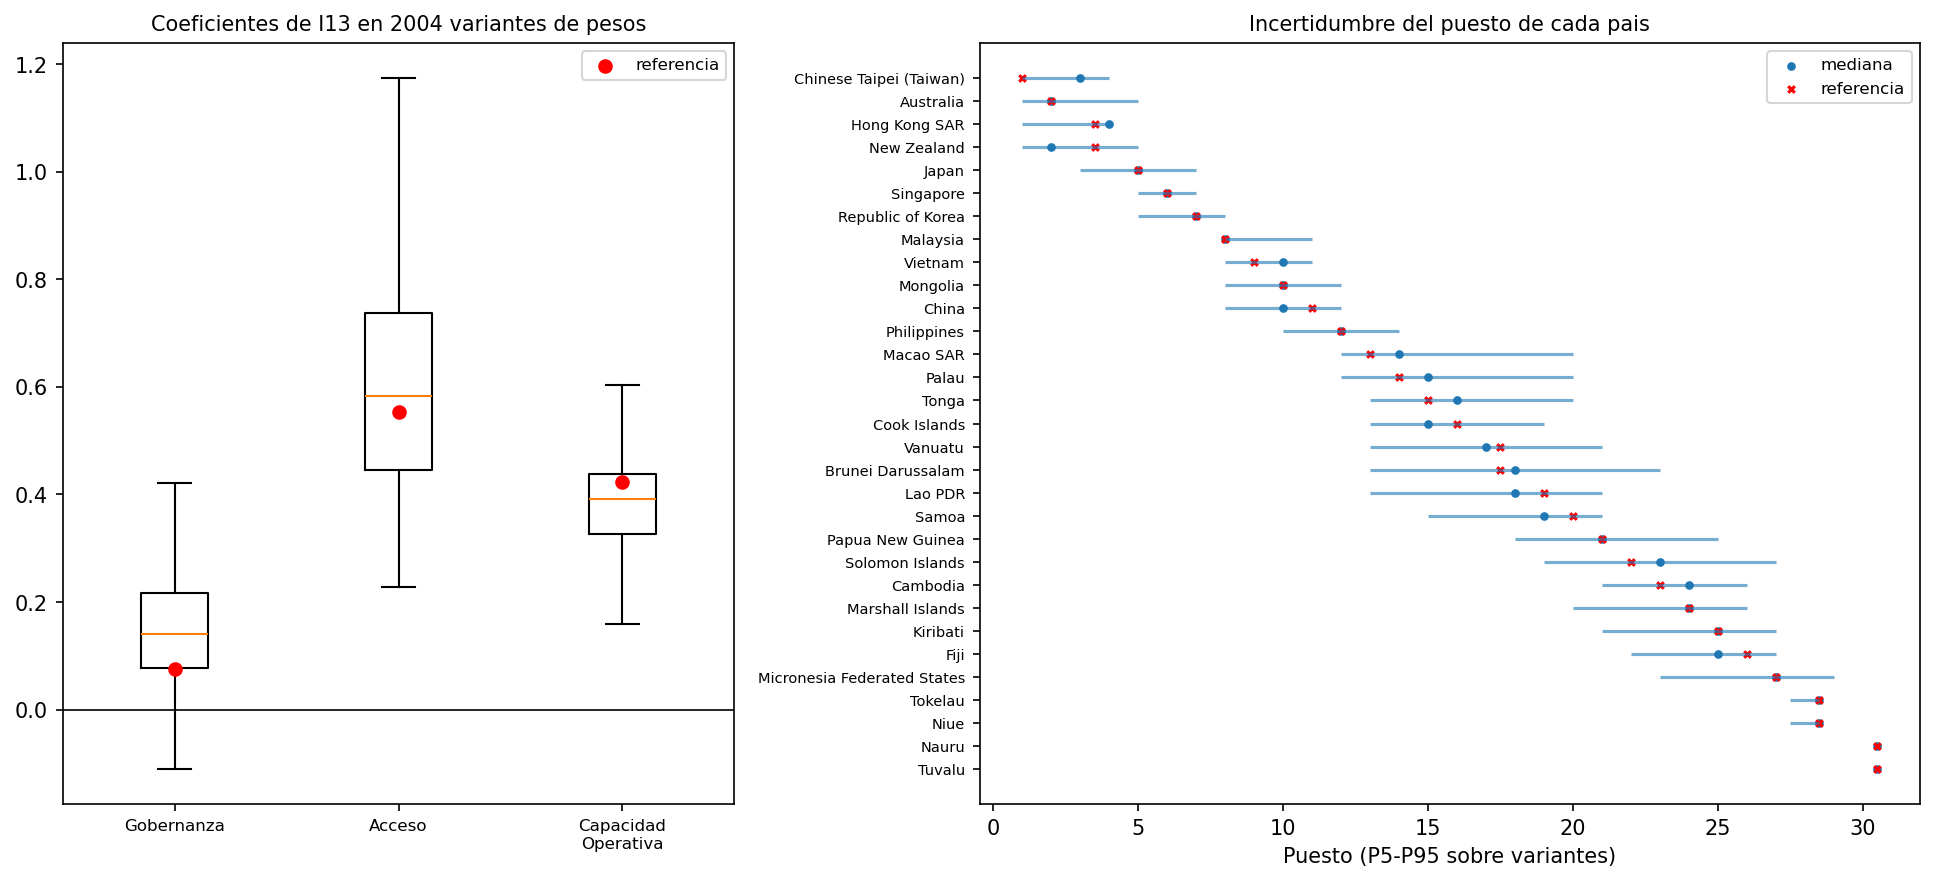 Coeficientes de I13 en 2004 variantes de pesos
referencia
1.2
1.0
0.8
0.6
0.4
0.2
0.0
Gobernanza
Acceso
Capacidad
Operativa
Incertidumbre del puesto de cada pais
mediana
referencia
Chinese Taipei (Taiwan)
Australia
Hong Kong SAR
New Zealand
Japan
Singapore
Republic of Korea
Malaysia
Vietnam
Mongolia
China
Philippines
Macao SAR
Palau
Tonga
Cook Islands
Vanuatu
Brunei Darussalam
Lao PDR
Samoa
Papua New Guinea
Solomon Islands
Cambodia
Marshall Islands
Kiribati
Fiji
Micronesia Federated States
Tokelau
Niue
Nauru
Tuvalu
0 5 10 15 20 25 30
Puesto (P5-P95 sobre variantes)